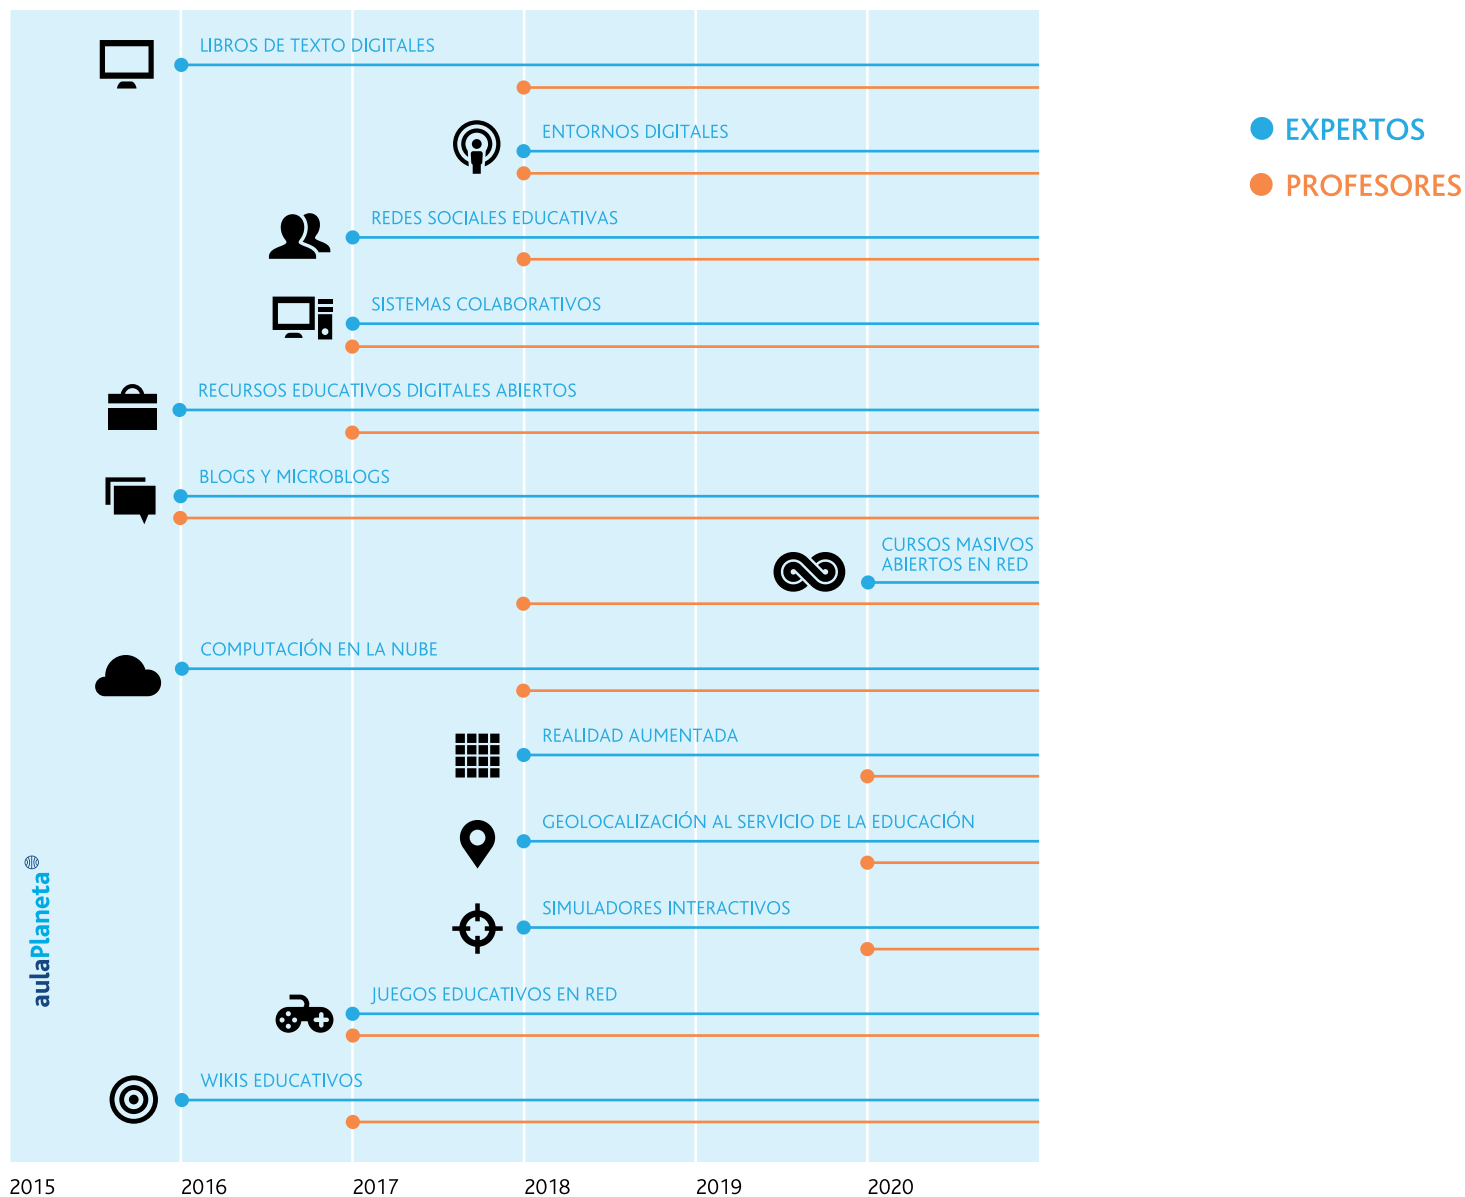 LIBROS DE TEXTO DIGITALES
ENTORNOS DIGITALES
EXPERTOS
PROFESORES
REDES SOCIALES EDUCATIVAS
SISTEMAS COLABORATIVOS
RECURSOS EDUCATIVOS DIGITALES ABIERTOS
BLOGS Y MICROBLOGS
CURSOS MASIVOS
ABIERTOS EN RED
COMPUTACIÓN EN LA NUBE
REALIDAD AUMENTADA
GEOLOCALIZACIÓN AL SERVICIO DE LA EDUCACIÓN
aulaPlaneta
SIMULADORES INTERACTIVOS
JUEGOS EDUCATIVOS EN RED
WIKIS EDUCATIVOS
2015 2016 2017 2018 2019 2020